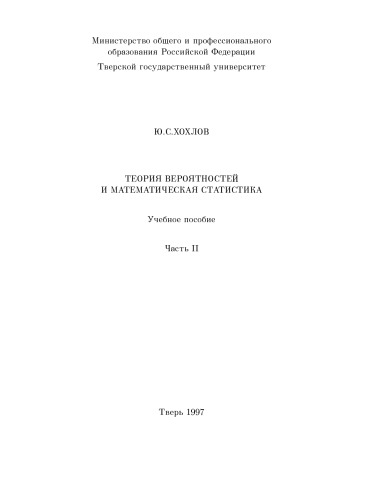 Министерство общего и профессионального
образования Российской Федерации
Тверской государственный университет
Ю.С.ХОХЛОВ
ТЕОРИЯ ВЕРОЯТНОСТЕЙ
И МАТЕМАТИЧЕСКАЯ СТАТИСТИКА
Учебное пособие
Часть II
Тверь 1997